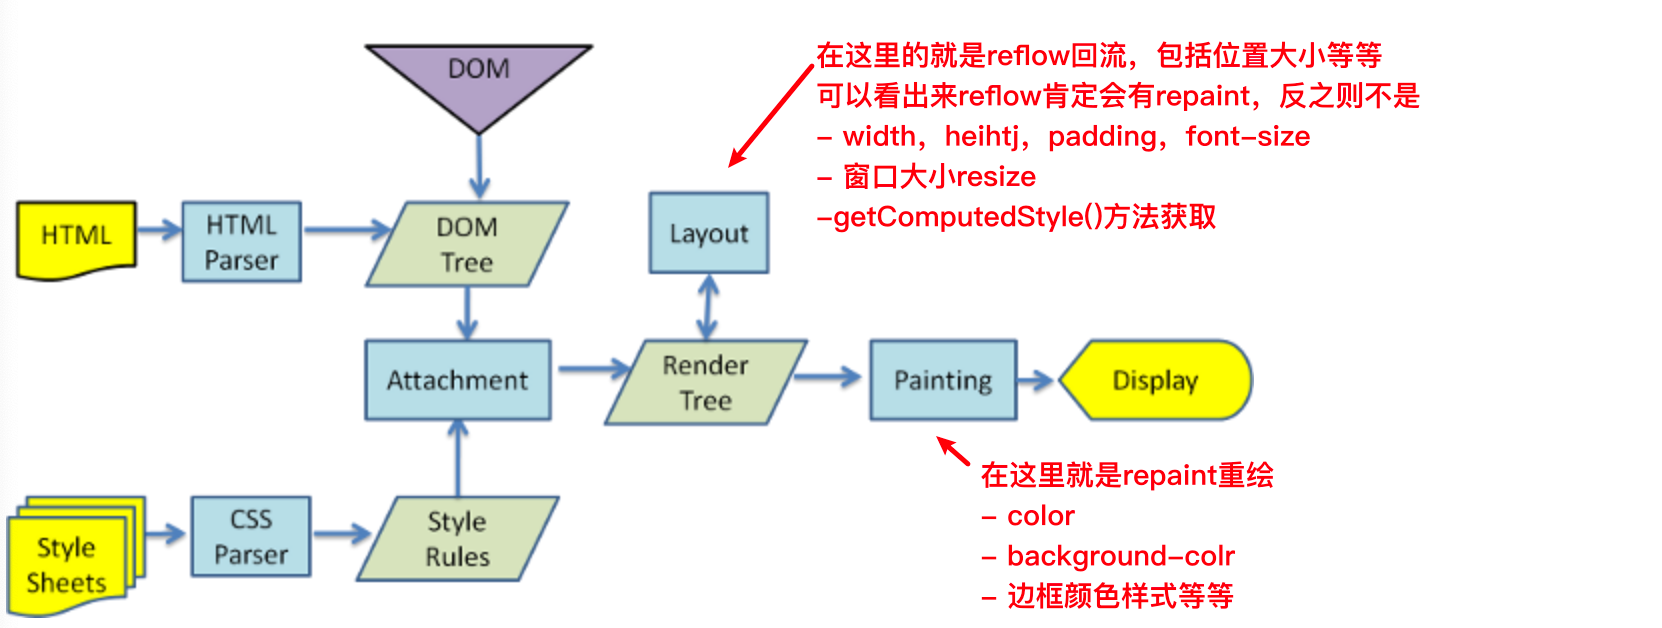 DOM
在这里的就是reflow回流，包括位置大小等等
可以看出来reflow肯定会有repaint，反之则不是
- width，heihtj，padding，font-size
- 窗口大小resize
-getComputedStyle()方法获取
HTML
HTML
Parser
DOM
Tree
Layout
Attachment
Render
Tree
Painting
Display
在这里就是repaint重绘
- color
- background-colr
- 边框颜色样式等等
Style
Sheets
CSS
Parser
Style
Rules